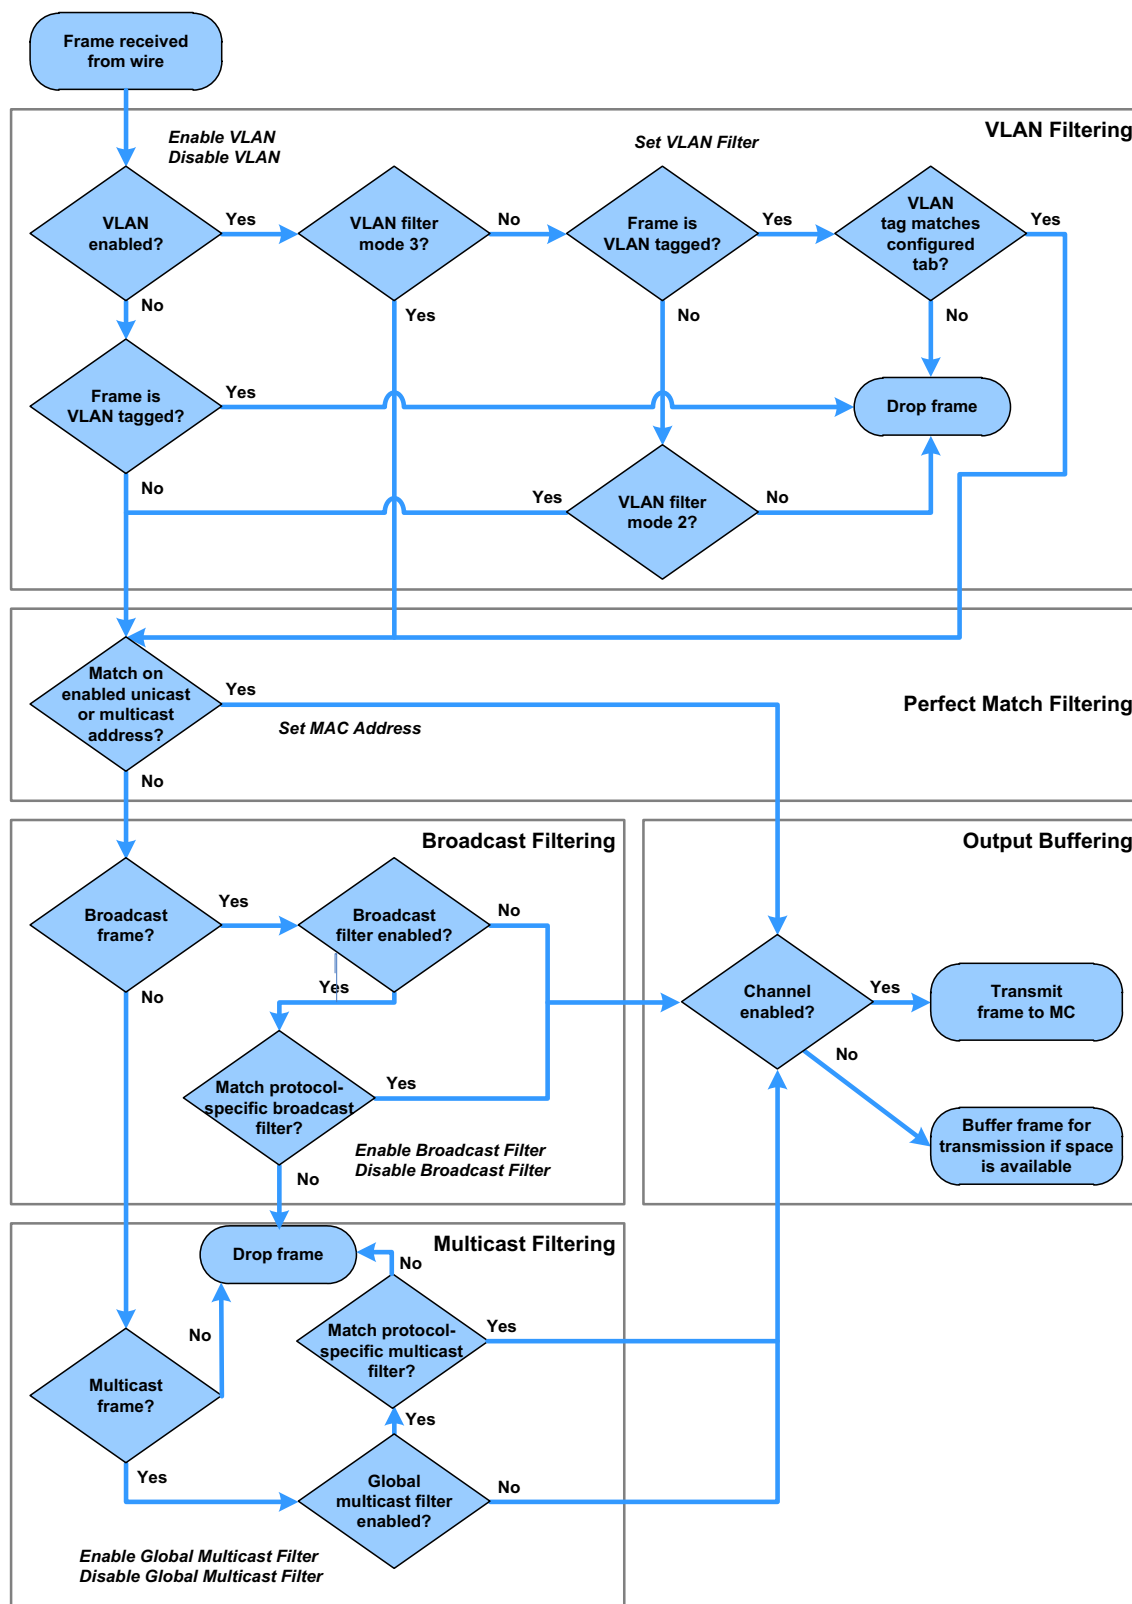 Frame received
from wire
VLAN Filtering
Enable VLAN
Disable VLAN
Set VLAN Filter
VLAN
enabled?
Yes
VLAN filter
mode 3?
No
Frame is
VLAN tagged?
Yes
VLAN
tag matches
configured
tab?
Yes
No
Yes
No
No
Frame is
VLAN tagged?
Yes
Drop frame
No
Yes
VLAN filter
mode 2?
No
Match on
enabled unicast
or multicast
address?
Yes
Set MAC Address
Perfect Match Filtering
No
Broadcast Filtering
Output Buffering
Broadcast
frame?
Yes
Broadcast
filter enabled?
No
No
Yes
Channel
enabled?
Yes
Transmit
frame to MC
No
Match protocol-
specific broadcast
filter?
Yes
Enable Broadcast Filter
Disable Broadcast Filter
Buffer frame for
transmission if space
is available
No
Multicast Filtering
Drop frame
No
No
Match protocol-
specific multicast
filter?
Yes
Multicast
frame?
Yes
Yes
Global
multicast filter
enabled?
No
Enable Global Multicast Filter
Disable Global Multicast Filter